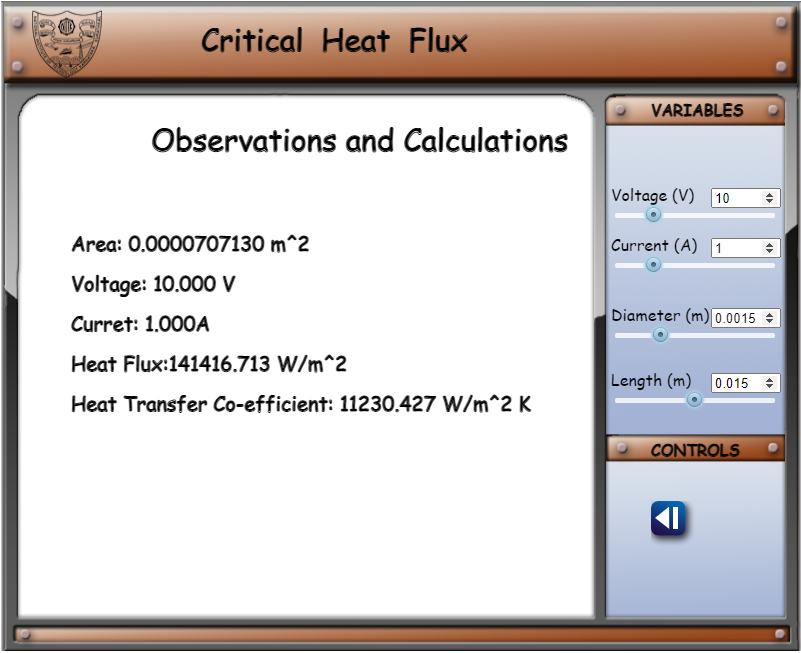 Critical Heat Flux
Observations and Calculations
Area: 0.0000707130 m^2
Voltage: 10.000 V
Curret: 1.000A
Heat Flux:141416.713 W/m^2
Heat Transfer Co-efficient: 11230.427 W/m^2 K
VARIABLES
Voltage (V) 10
Current (A) 1
Diameter (m) 0.0015
Length (m) 0.015
CONTROLS